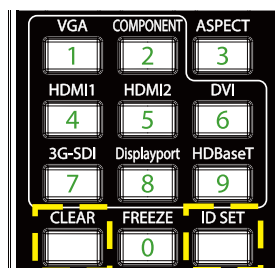 VGA COMPONENT ASPECT
1 2 3
HDMI1 HDMI2 DVI
4 5 6
3G-SDI Displayport HDBaseT
7 8 9
CLEAR FREEZE ID SET
0